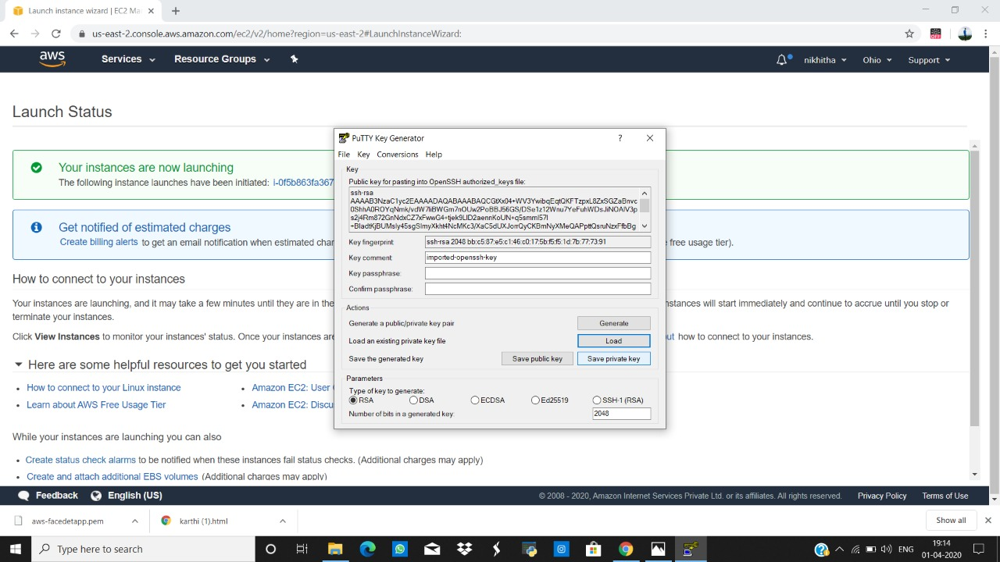 Launch instance wizard | EC2 Ma
us-east-2.console.aws.amazon.com/ec2/v2/home?region=us-east-2#LaunchInstanceWizard:
aws Services Resource Groups nikhitha Ohio Support
Launch Status
Your instances are now launching
The following instance launches have been initiated: i-0f5b863fa367
Get notified of estimated charges
Create billing alerts to get an email notification when estimated char
free usage tier).
How to connect to your instances
Your instances are launching, and it may take a few minutes until they are in the
nstances will start immediately and continue to accrue until you stop or
terminate your instances.
Click View Instances to monitor your instances' status. Once your instances are
out how to connect to your instances.
Here are some helpful resources to get you started
How to connect to your Linux instance
Amazon EC2: User
Learn about AWS Free Usage Tier
Amazon EC2: Discu
While your instances are launching you can also
Create status check alarms to be notified when these instances fail status checks. (Additional charges may apply)
Create and attach additional EBS volumes (Additional charges may apply)
PuTTY Key Generator
?
File Key Conversions Help
Key
Public key for pasting into OpenSSH authorized_keys file:
ssh-rsa
Key fingerprint: ssh-rsa 2048 bb:c5:87:e5:c1:46:c0:17:5b:f5:f5:1d:7b:77:73:91
Key comment: imported-openssh-key
Key passphrase:
Confirm passphrase:
Actions
Generate a public/private key pair Generate
Load an existing private key file Load
Save the generated key Save public key Save private key
Parameters
Type of key to generate:
RSA DSA ECDSA Ed25519 SSH-1 (RSA)
Number of bits in a generated key: 2048
Feedback English (US) © 2008 - 2020, Amazon Internet Services Private Ltd. or its affiliates. All rights reserved. Privacy Policy Terms of Use
aws-facedetapp.pem karthi (1).html Show all
Type here to search
ENG
19:14
01-04-2020